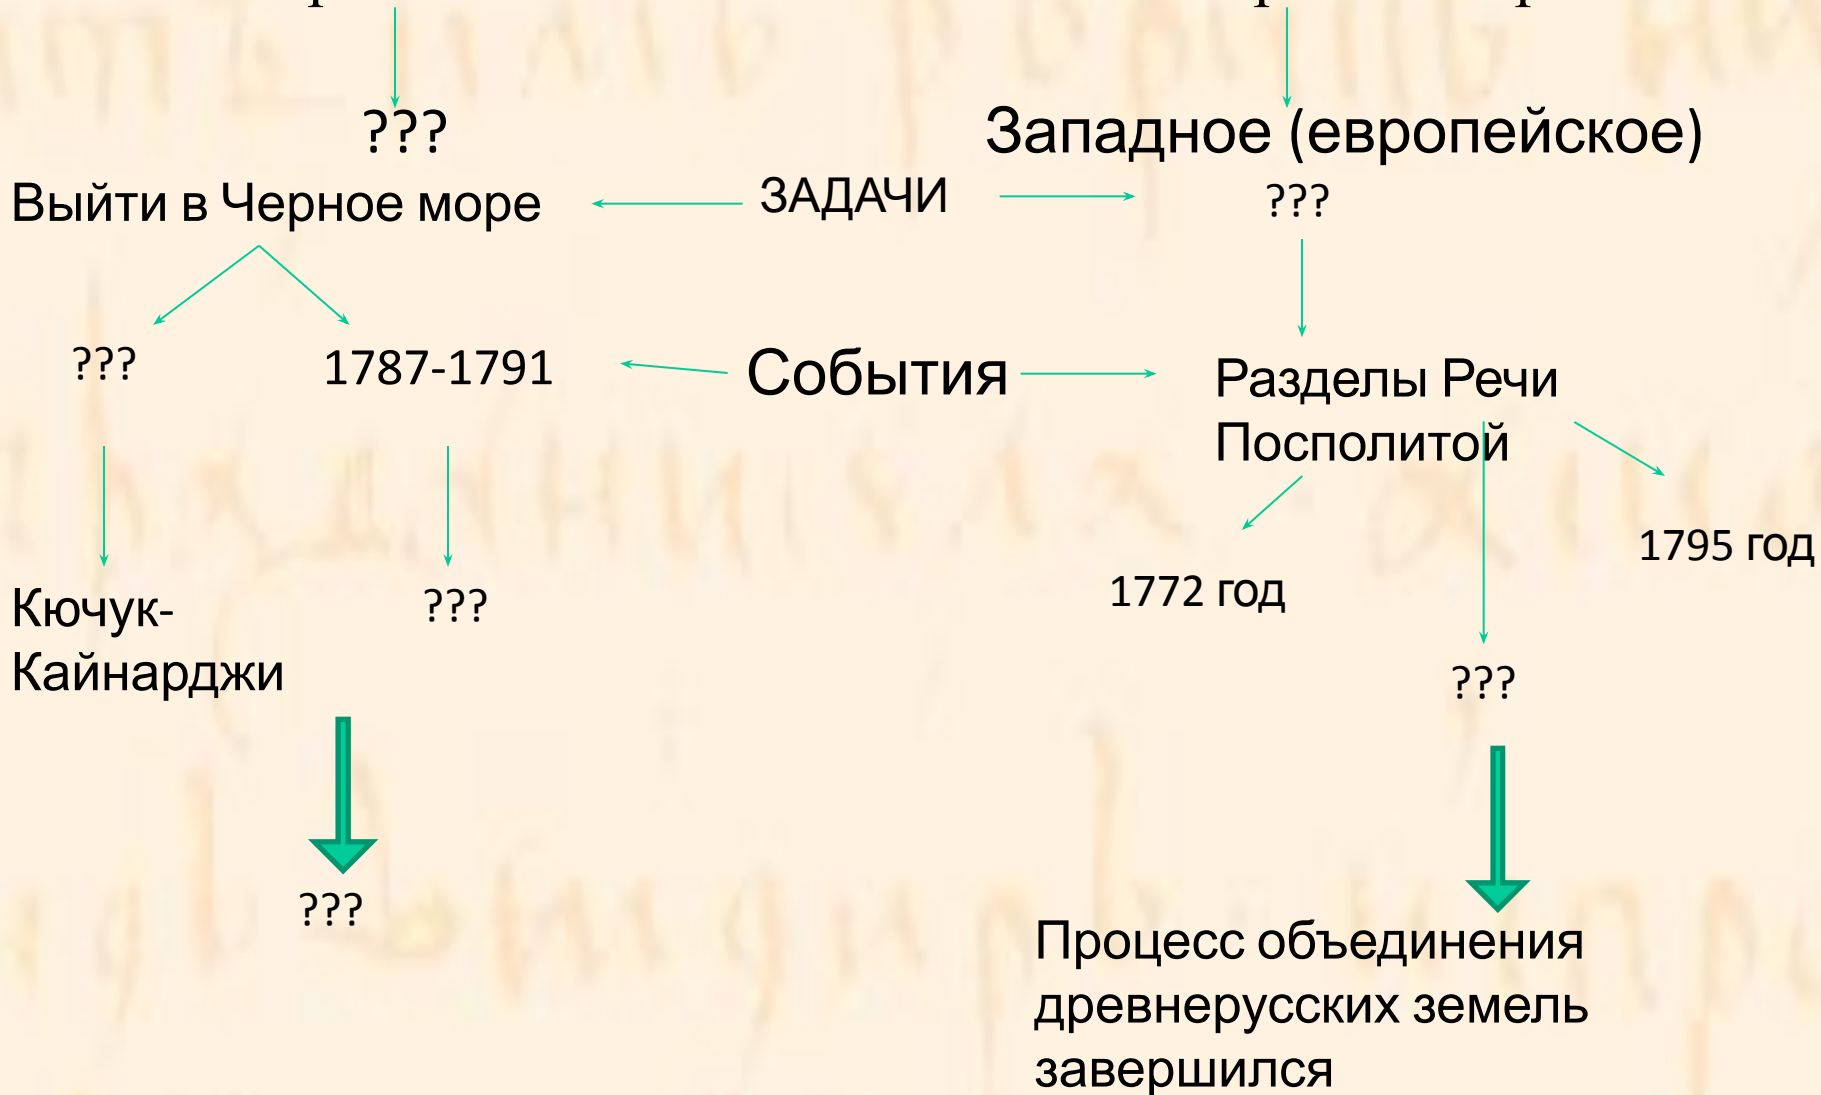 ???
Западное (европейское)
Выйти в Черное море
ЗАДАЧИ
???
???
1787-1791
События
Разделы Речи
Посполитой
1795 год
1772 год
Кючук-
Кайнарджи
???
???
???
Процесс объединения
древнерусских земель
завершился